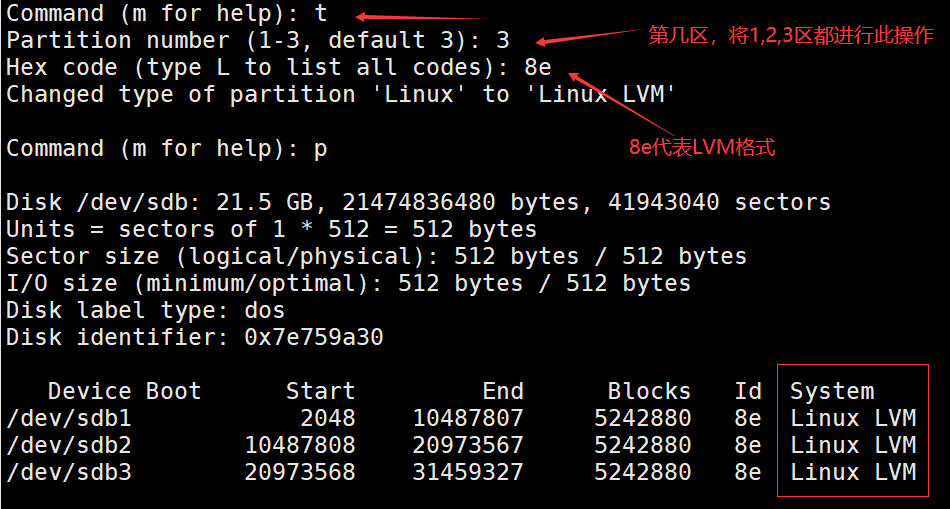 Command (m for help): t
Partition number (1-3, default 3): 3
第几区，将1,2,3区都进行此操作
Hex code (type L to list all codes): 8e
Changed type of partition 'Linux' to 'Linux LVM'
8e代表LVM格式
Command (m for help): p
Disk /dev/sdb: 21.5 GB, 21474836480 bytes, 41943040 sectors
Units = sectors of 1 * 512 = 512 bytes
Sector size (logical/physical): 512 bytes / 512 bytes
I/O size (minimum/optimal): 512 bytes / 512 bytes
Disk label type: dos
Disk identifier: 0x7e759a30
Device Boot Start End Blocks Id System
/dev/sdb1 2048 10487807 5242880 8e Linux LVM
/dev/sdb2 10487808 20973567 5242880 8e Linux LVM
/dev/sdb3 20973568 31459327 5242880 8e Linux LVM